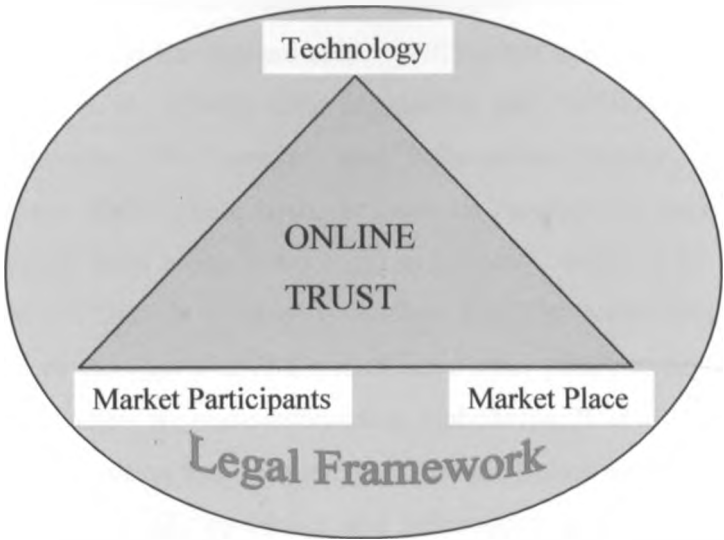 Technology
ONLINE
TRUST
Market Participants
Market Place
Legal Framework